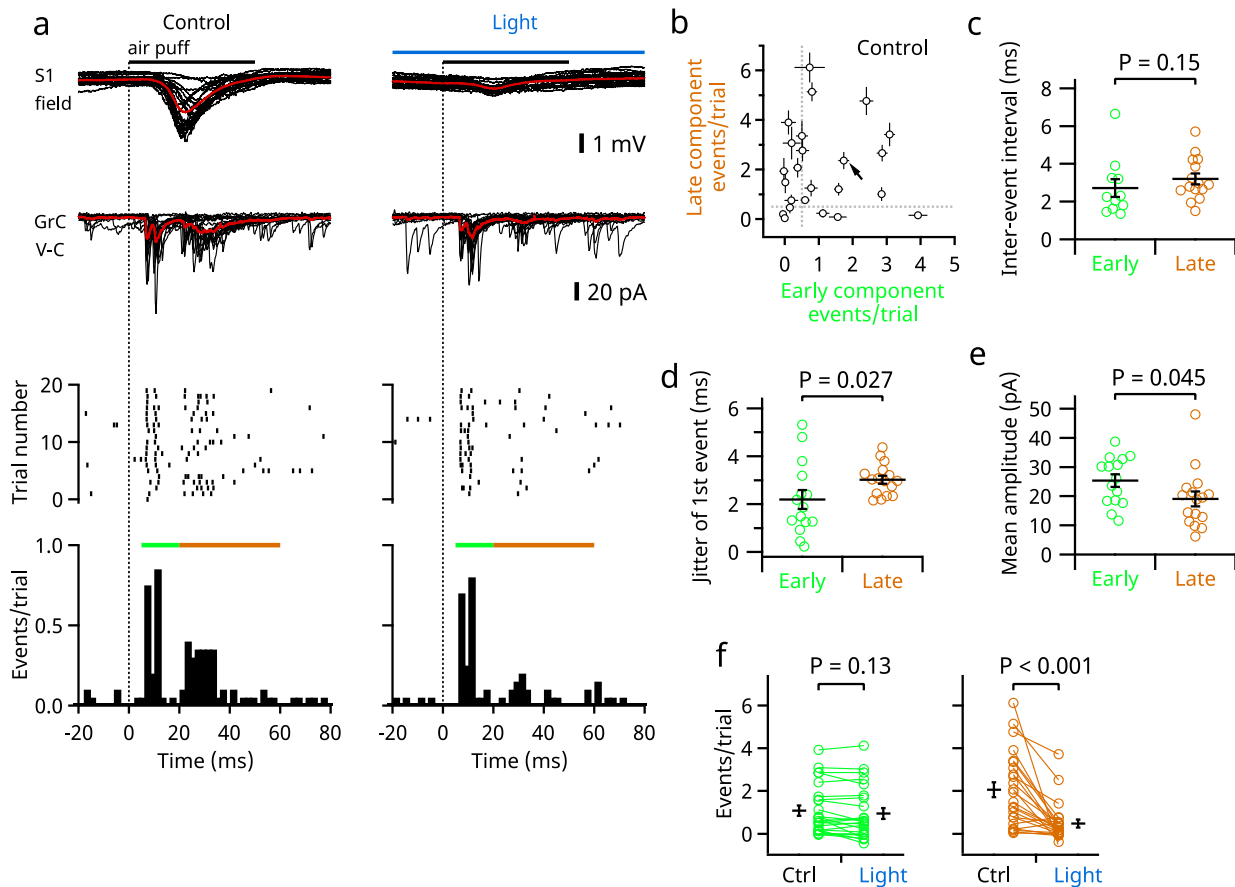 a
Control
air puff
Light
S1
field
1 mV
GrC
V-C
20 pA
Trial number
20
10
0
Events/trial
1.0
0.5
0.0
-20 0 20 40 60 80
Time (ms)
-20 0 20 40 60 80
Time (ms)
b
Control
Late component
events/trial
6
4
2
0
0 1 2 3 4 5
Early component
events/trial
c
P = 0.15
Inter-event interval (ms)
8
6
4
2
0
Early Late
d
P = 0.027
Jitter of 1st event (ms)
6
4
2
0
Early Late
e
P = 0.045
Mean amplitude (pA)
50
40
30
20
10
0
Early Late
f
P = 0.13
P < 0.001
Events/trial
6
4
2
0
Ctrl Light
6
4
2
0
Ctrl Light